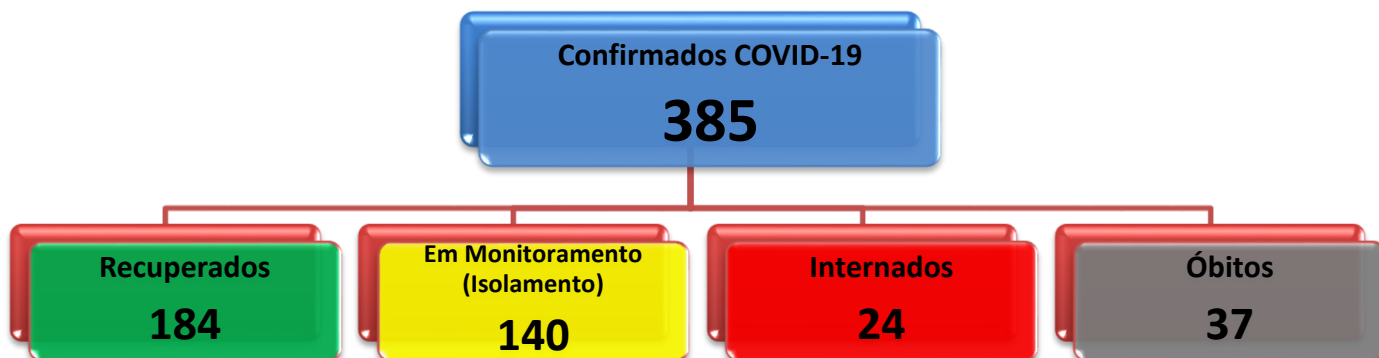 Confirmados COVID-19
385
Recuperados
184
Em Monitoramento
(Isolamento)
140
Internados
24
Óbitos
37